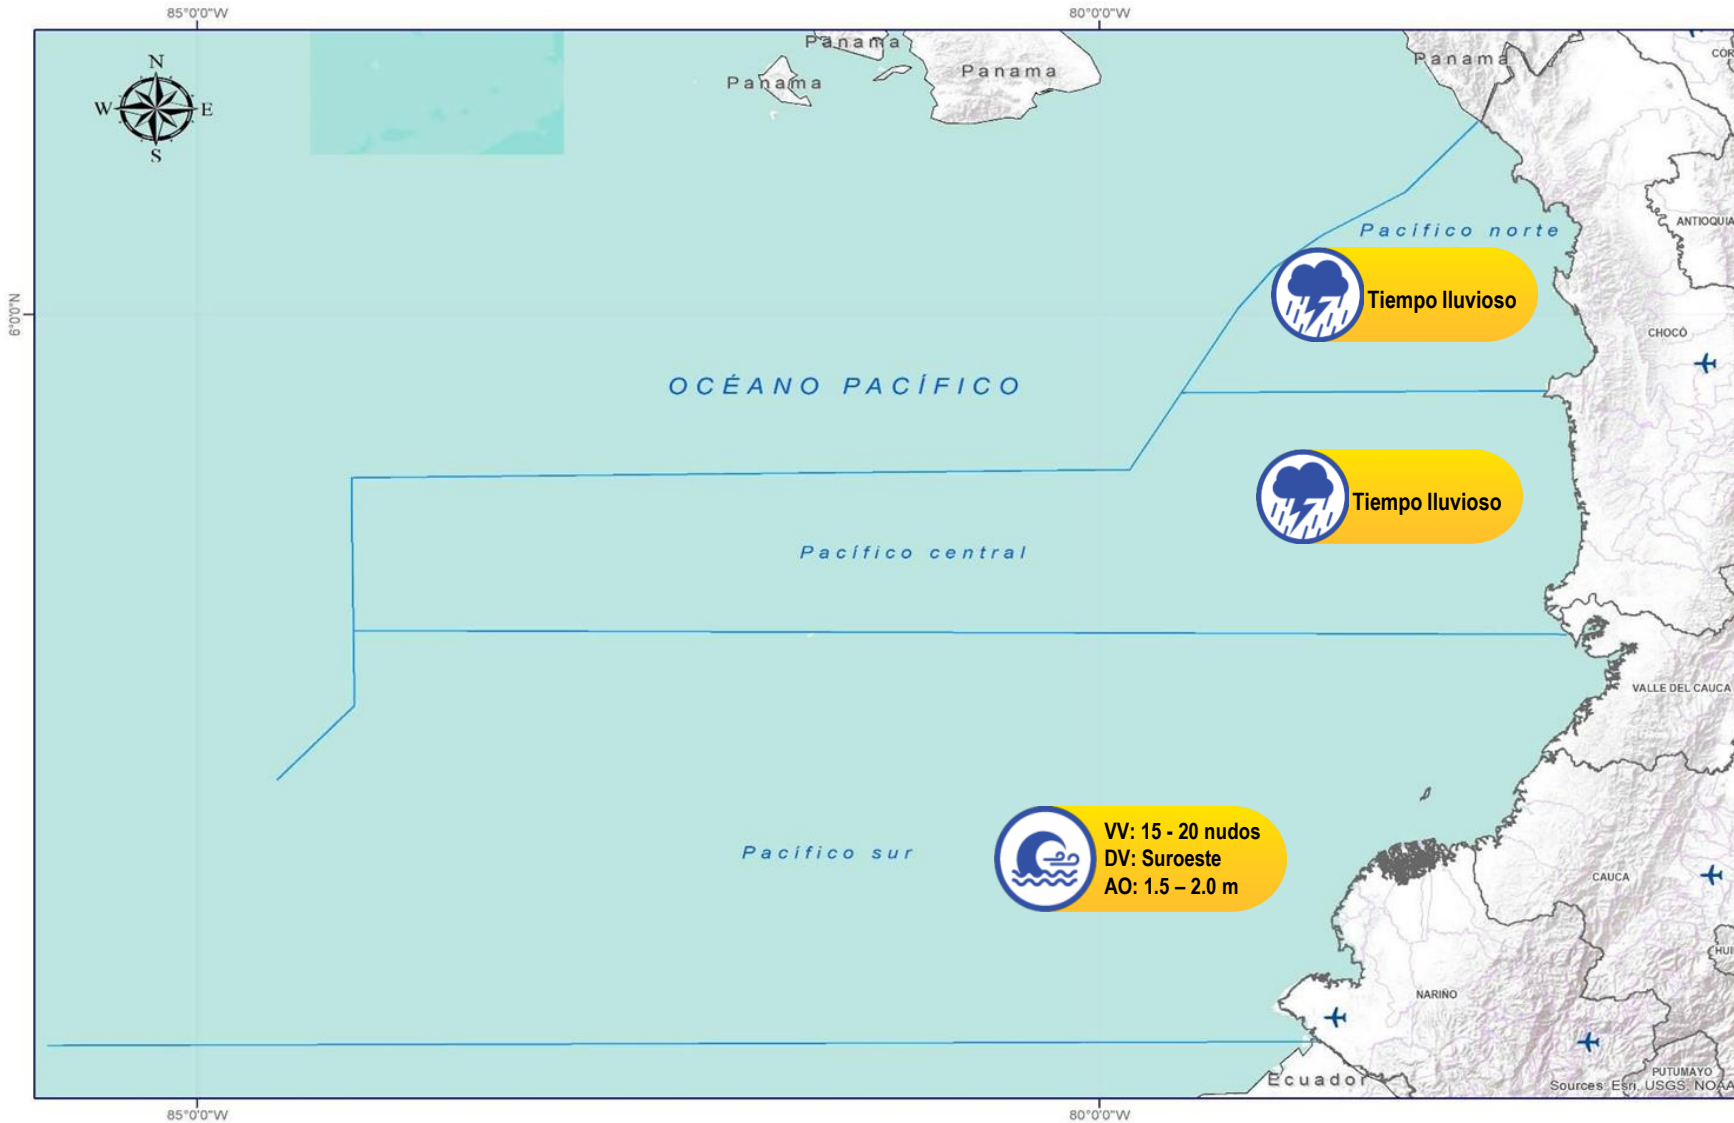 85°0'0"W
80°0'0"W
Panama
Panama
Panama
Panama
N
W
E
S
ANTIOQUIA
Pacífico norte
6°0'0"N
Tiempo lluvioso
CHOCÓ
OCÉANO PACÍFICO
Tiempo lluvioso
Pacífico central
VALLE DEL CAUCA
VV: 15 - 20 nudos
DV: Suroeste
AO: 1.5 – 2.0 m
Pacífico sur
CAUCA
HUI
NARIÑO
PUTUMAYO
Ecuador
Sources: Esri, USGS, NOAA
85°0'0"W
80°0'0"W